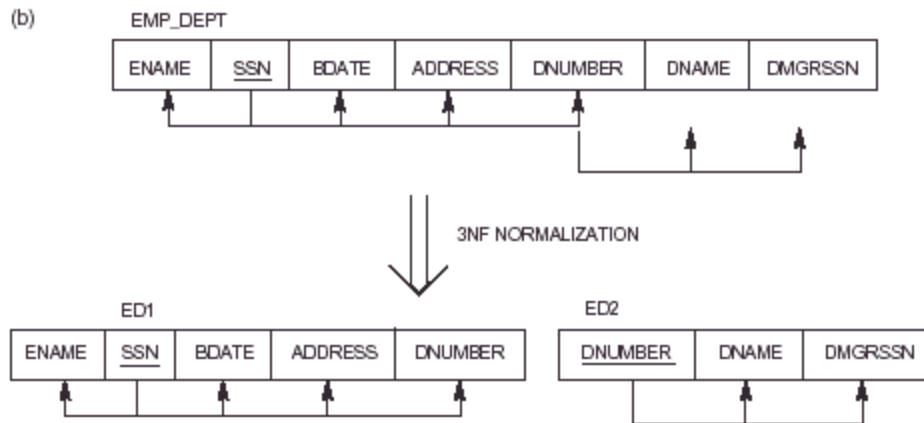 (b)
EMP_DEPT
ENAME SSN BDATE ADDRESS DNUMBER DNAME DMGRSSN
3NF NORMALIZATION
ED1
ED2
ENAME SSN BDATE ADDRESS DNUMBER
DNUMBER DNAME DMGRSSN